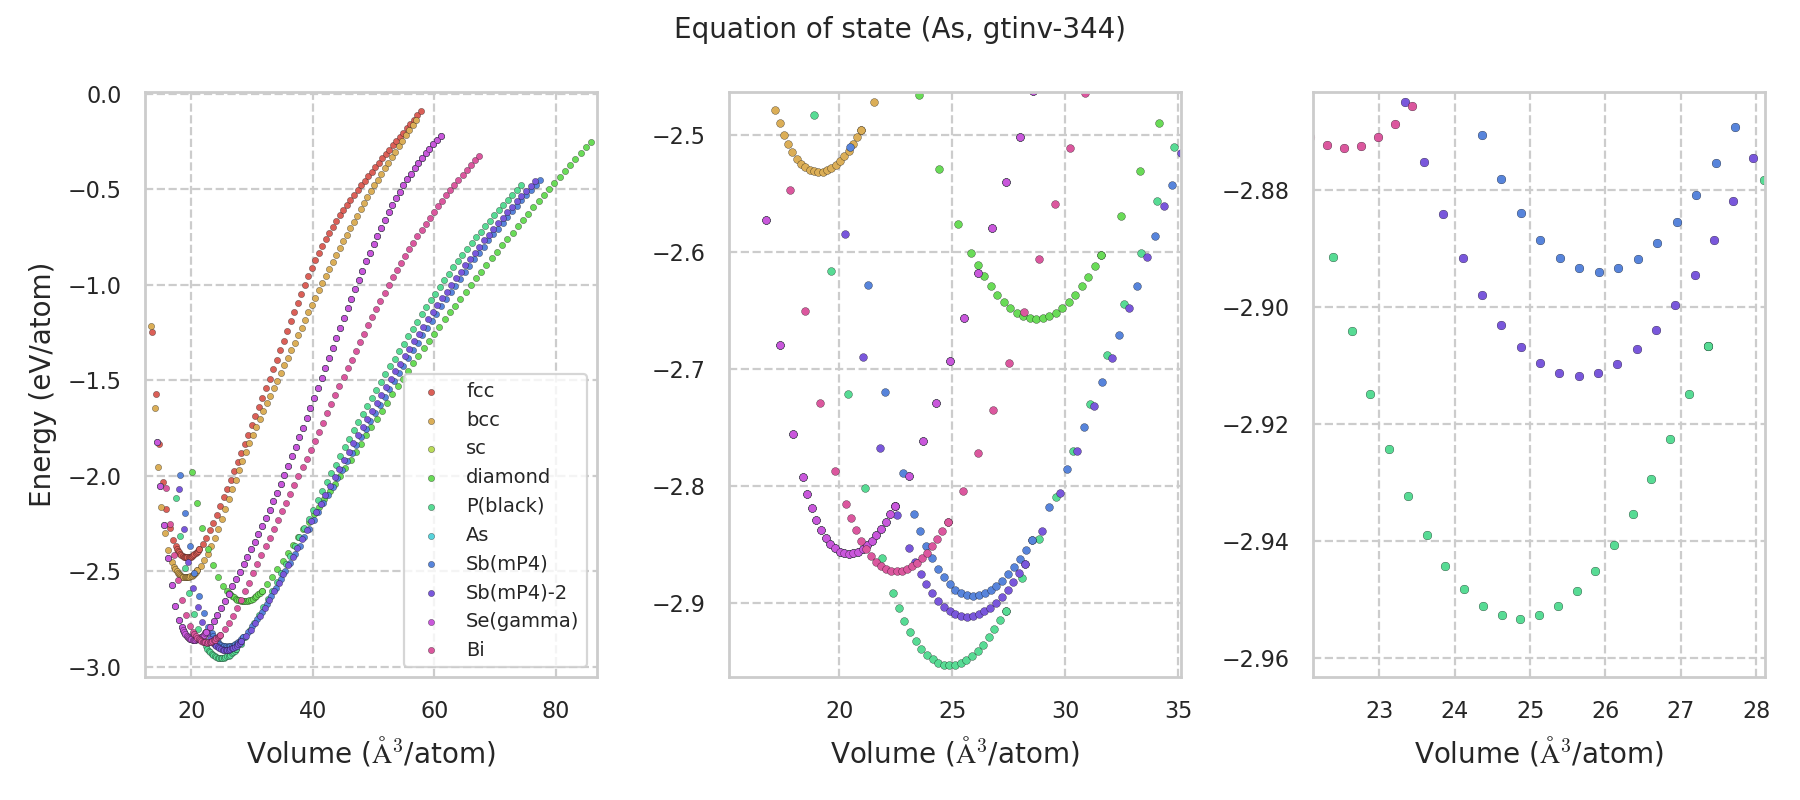 Equation of state (As, gtinv-344)
Energy (eV/atom)
0.0
−0.5
−1.0
−1.5
−2.0
−2.5
−3.0
20 40 60 80
Volume (Å³/atom)
fcc
bcc
sc
diamond
P(black)
As
Sb(mP4)
Sb(mP4)-2
Se(gamma)
Bi
−2.5
−2.6
−2.7
−2.8
−2.9
20 25 30 35
Volume (Å³/atom)
−2.88
−2.90
−2.92
−2.94
−2.96
23 24 25 26 27 28
Volume (Å³/atom)